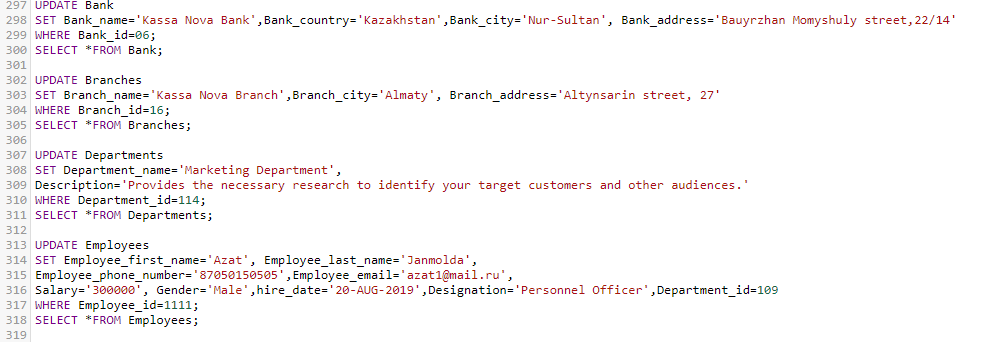 297 UPDATE Bank
298 SET Bank_name='Kassa Nova Bank',Bank_country='Kazakhstan',Bank_city='Nur-Sultan', Bank_address='Bauyrzhan Momyshuly street,22/14'
299 WHERE Bank_id=06;
300 SELECT *FROM Bank;
301
302 UPDATE Branches
303 SET Branch_name='Kassa Nova Branch',Branch_city='Almaty', Branch_address='Altynsarin street, 27'
304 WHERE Branch_id=16;
305 SELECT *FROM Branches;
306
307 UPDATE Departments
308 SET Department_name='Marketing Department',
309 Description='Provides the necessary research to identify your target customers and other audiences.'
310 WHERE Department_id=114;
311 SELECT *FROM Departments;
312
313 UPDATE Employees
314 SET Employee_first_name='Azat', Employee_last_name='Janmolda',
315 Employee_phone_number='87050150505',Employee_email='azat1@mail.ru',
316 Salary='300000', Gender='Male',hire_date='20-AUG-2019',Designation='Personnel Officer',Department_id=109
317 WHERE Employee_id=1111;
318 SELECT *FROM Employees;
319